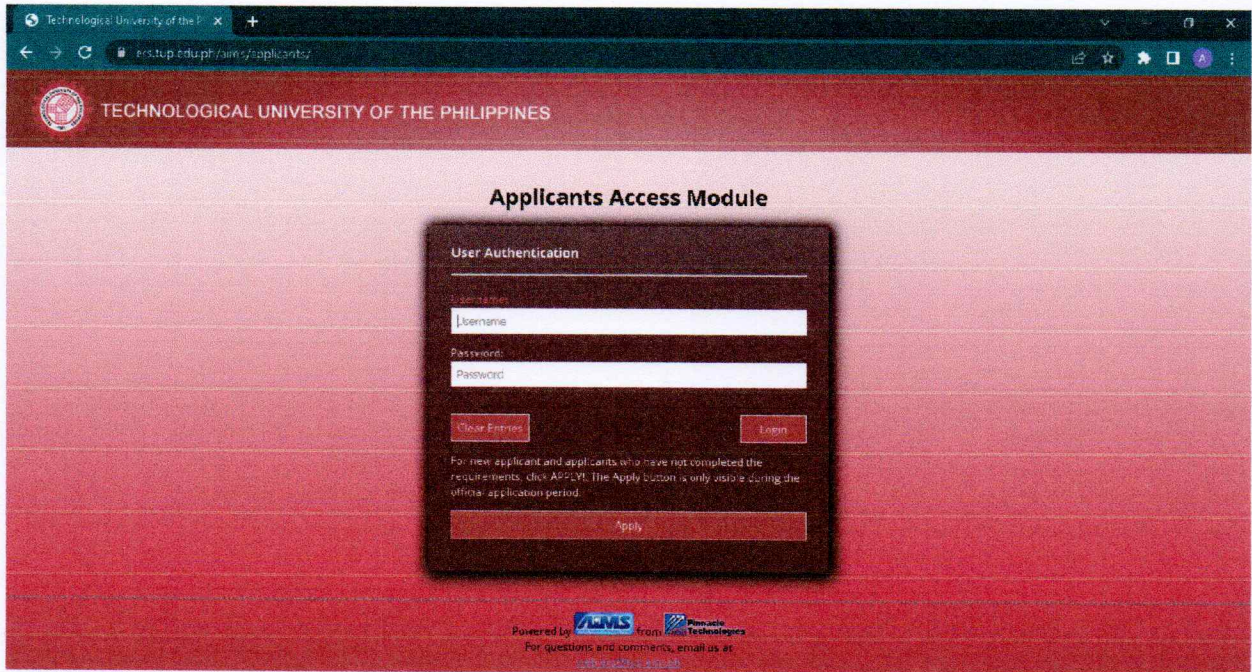 Technological University of the P
ers.tup.edu.ph/aims/applicants/
A
TECHNOLOGICAL UNIVERSITY OF THE PHILIPPINES
Applicants Access Module
User Authentication
Username:
Username
Password:
Password
Clear Entries
Login
For new applicant and applicants who have not completed the
requirements, click APPLY!. The Apply button is only visible during the
official application period.
Apply
Powered by AIMS from Pinnacle Technologies
For questions and comments, email us at